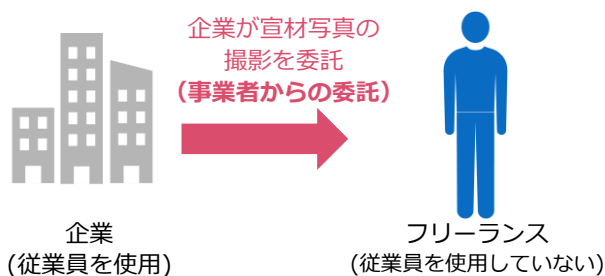 企業が宣材写真の
撮影を委託
（事業者からの委託）
企業
(従業員を使用)
フリーランス
(従業員を使用していない)